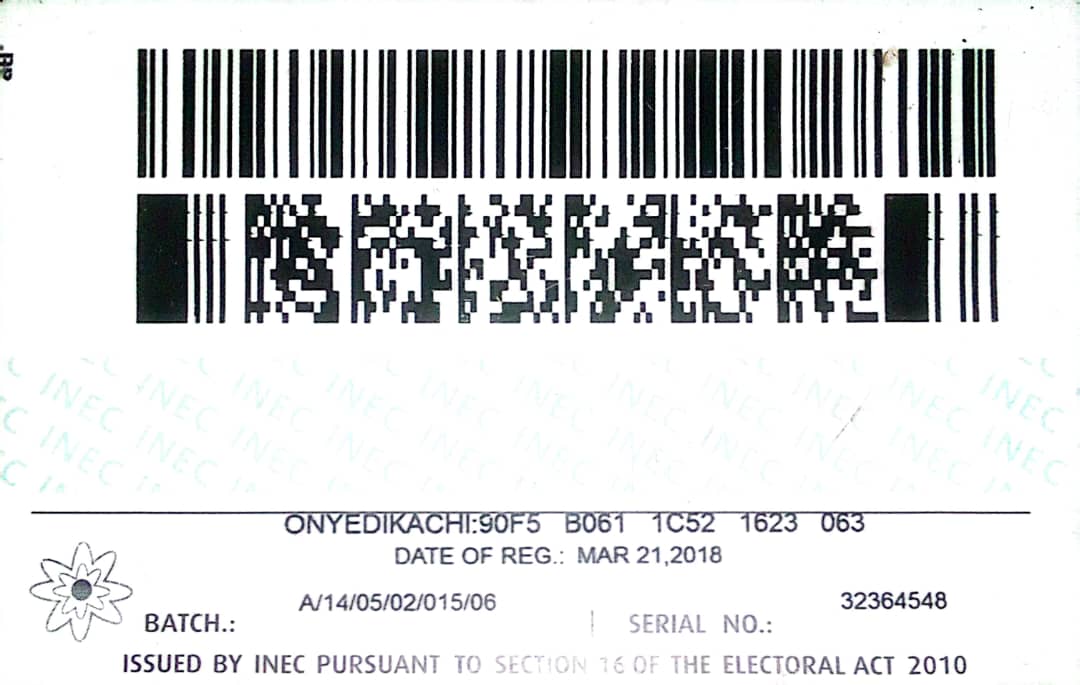 INEC INEC INEC INEC INEC INEC INEC INEC INEC INEC INEC
INEC INEC INEC INEC INEC INEC INEC INEC INEC INEC INEC
ONYEDIKACHI:90F5 B061 1C52 1623 063
DATE OF REG.: MAR 21,2018
A/14/05/02/015/06 32364548
BATCH.: SERIAL NO.:
ISSUED BY INEC PURSUANT TO SECTION 16 OF THE ELECTORAL ACT 2010